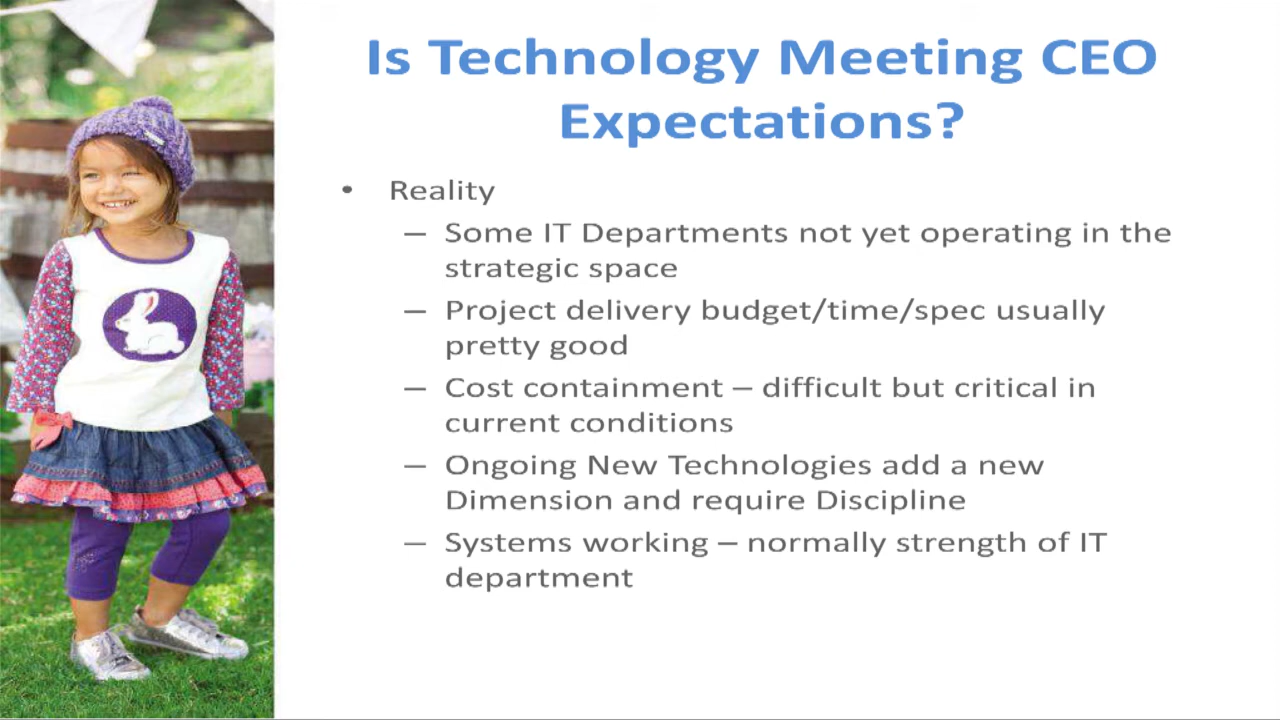 Is Technology Meeting CEO
Expectations?
• Reality
– Some IT Departments not yet operating in the
strategic space
– Project delivery budget/time/spec usually
pretty good
– Cost containment – difficult but critical in
current conditions
– Ongoing New Technologies add a new
Dimension and require Discipline
– Systems working – normally strength of IT
department